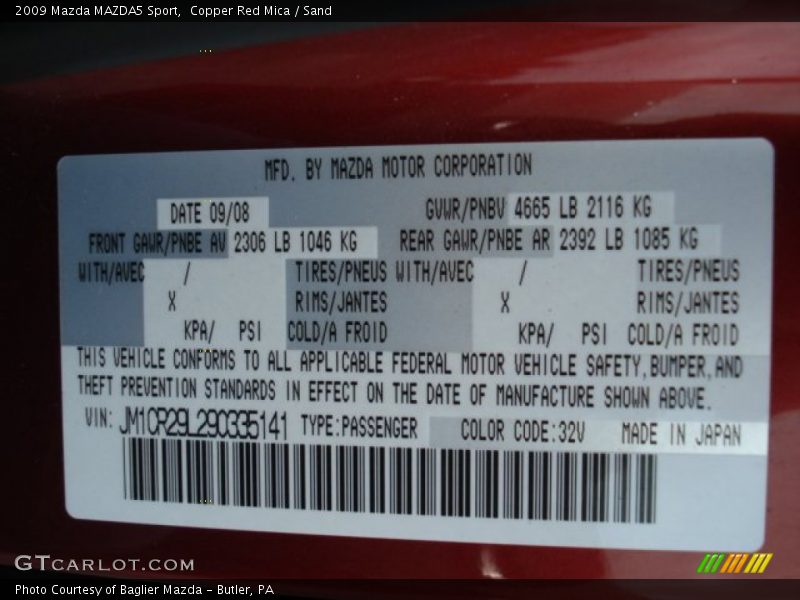 2009 Mazda MAZDA5 Sport, Copper Red Mica / Sand
MFD. BY MAZDA MOTOR CORPORATION
DATE 09/08 GVWR/PNBV 4665 LB 2116 KG
FRONT GAWR/PNBE AV 2306 LB 1046 KG REAR GAWR/PNBE AR 2392 LB 1085 KG
WITH/AVEC / TIRES/PNEUS WITH/AVEC / TIRES/PNEUS
X RIMS/JANTES X RIMS/JANTES
KPA/ PSI COLD/A FROID KPA/ PSI COLD/A FROID
THIS VEHICLE CONFORMS TO ALL APPLICABLE FEDERAL MOTOR VEHICLE SAFETY,BUMPER,AND
THEFT PREVENTION STANDARDS IN EFFECT ON THE DATE OF MANUFACTURE SHOWN ABOVE.
VIN: JM1CR29L290335141 TYPE:PASSENGER COLOR CODE:32V MADE IN JAPAN
GTCARLOT.COM
Photo Courtesy of Baglier Mazda - Butler, PA